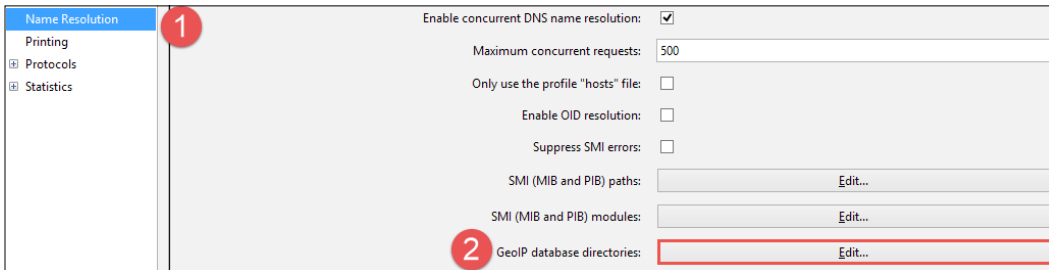 Name Resolution
1
Printing
Protocols
Statistics
Enable concurrent DNS name resolution:
Maximum concurrent requests: 500
Only use the profile "hosts" file:
Enable OID resolution:
Suppress SMI errors:
SMI (MIB and PIB) paths: Edit...
SMI (MIB and PIB) modules: Edit...
2 GeoIP database directories: Edit...